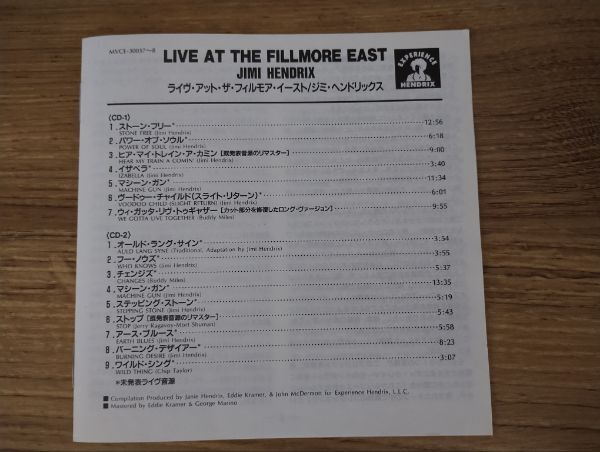 MVCE-30057〜8
LIVE AT THE FILLMORE EAST
JIMI HENDRIX
EXPERIENCE
HENDRIX
ライヴ・アット・ザ・フィルモア・イースト/ジミ・ヘンドリックス
〈CD-1〉
1.ストーン・フリー* 12:56
STONE FREE (Jimi Hendrix)
2.パワー・オブ・ソウル* 6:18
POWER OF SOUL (Jimi Hendrix)
3.ヒア・マイ・トレイン・ア・カミン [既発表音源のリマスター] 9:00
HEAR MY TRAIN A COMIN' (Jimi Hendrix)
4.イザベラ* 3:40
IZABELLA (Jimi Hendrix)
5.マシーン・ガン* 11:34
MACHINE GUN (Jimi Hendrix)
6.ヴードゥー・チャイルド(スライト・リターン)* 6:01
VOODOO CHILD (SLIGHT RETURN) (Jimi Hendrix)
7.ウィ・ガッタ・リヴ・トゥギャザー [カット部分を修復したロング・ヴァージョン] 9:55
WE GOTTA LIVE TOGETHER (Buddy Miles)
〈CD-2〉
1.オールド・ラング・サイン* 3:54
AULD LANG SYNE (Traditional, Adaptation by Jimi Hendrix)
2.フー・ノウズ* 3:55
WHO KNOWS (Jimi Hendrix)
3.チェンジズ* 5:37
CHANGES (Buddy Miles)
4.マシーン・ガン* 13:35
MACHINE GUN (Jimi Hendrix)
5.ステッピング・ストーン* 5:19
STEPPING STONE (Jimi Hendrix)
6.ストップ [既発表音源のリマスター] 5:43
STOP (Jerry Ragavoy-Mort Shuman)
7.アース・ブルース* 5:58
EARTH BLUES (Jimi Hendrix)
8.バーニング・デザイアー* 8:23
BURNING DESIRE (Jimi Hendrix)
9.ワイルド・シング* 3:07
WILD THING (Chip Taylor)
*未発表ライヴ音源
■ Compilation Produced by Janie Hendrix, Eddie Kramer, & John McDermott for Experience Hendrix, L.L.C.
■ Mastered by Eddie Kramer & George Marino